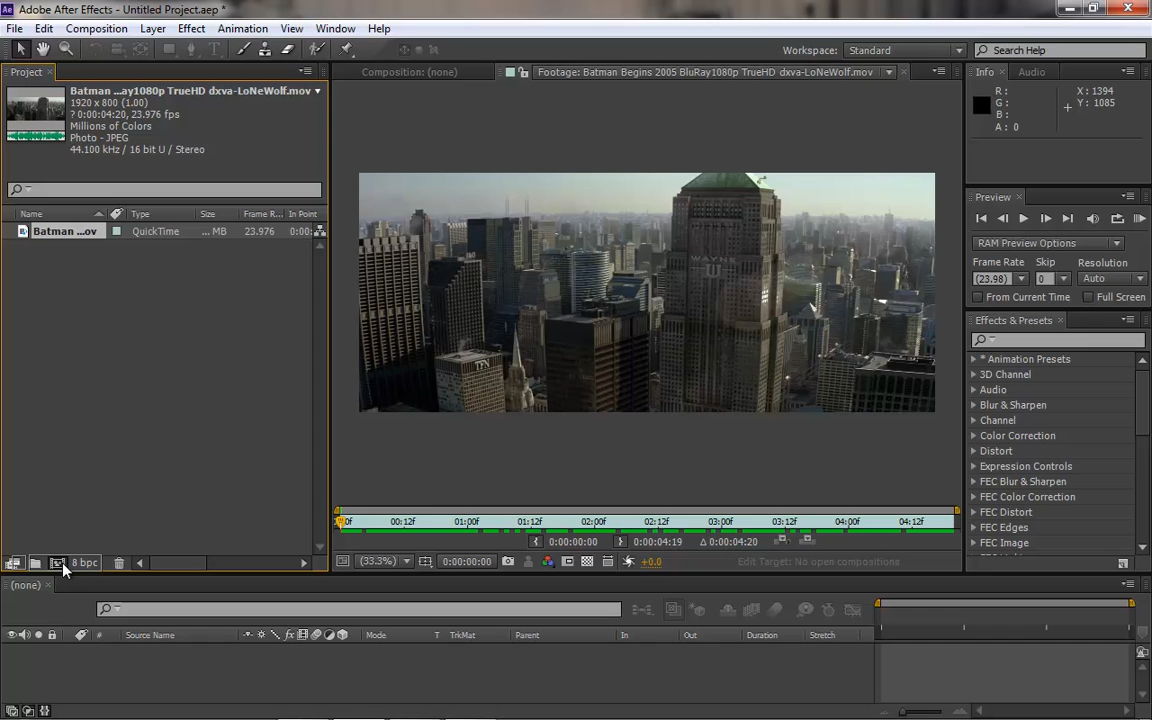 Ae Adobe After Effects - Untitled Project.aep *
File Edit Composition Layer Effect Animation View Window Help
Workspace: Standard Search Help
Project
Composition: (none)
Footage: Batman Begins 2005 BluRay1080p TrueHD dxva-LoNeWolf.mov
Info Audio
Batman ...ay1080p TrueHD dxva-LoNeWolf.mov
1920 x 800 (1.00)
? 0:00:04:20, 23.976 fps
Millions of Colors
Photo - JPEG
44.100 kHz / 16 bit U / Stereo
R :
G :
B :
A : 0
X : 1394
Y : 1085
Preview
RAM Preview Options
Frame Rate Skip Resolution
(23.98) 0 Auto
From Current Time Full Screen
Name Type Size Frame R... In Point
Batman ...ov QuickTime ... MB 23.976 0:00:
WAYNE
Effects & Presets
* Animation Presets
3D Channel
Audio
Blur & Sharpen
Channel
Color Correction
Distort
Expression Controls
FEC Blur & Sharpen
FEC Color Correction
FEC Distort
FEC Edges
FEC Image
00:12f 01:00f 01:12f 02:00f 02:12f 03:00f 03:12f 04:00f 04:12f
0:00:00:00 0:00:04:19 Δ 0:00:04:20
8 bpc
(33.3%) 0:00:00:00 +0.0 Edit Target: No open compositions
(none)
# Source Name fx Mode T TrkMat Parent In Out Duration Stretch